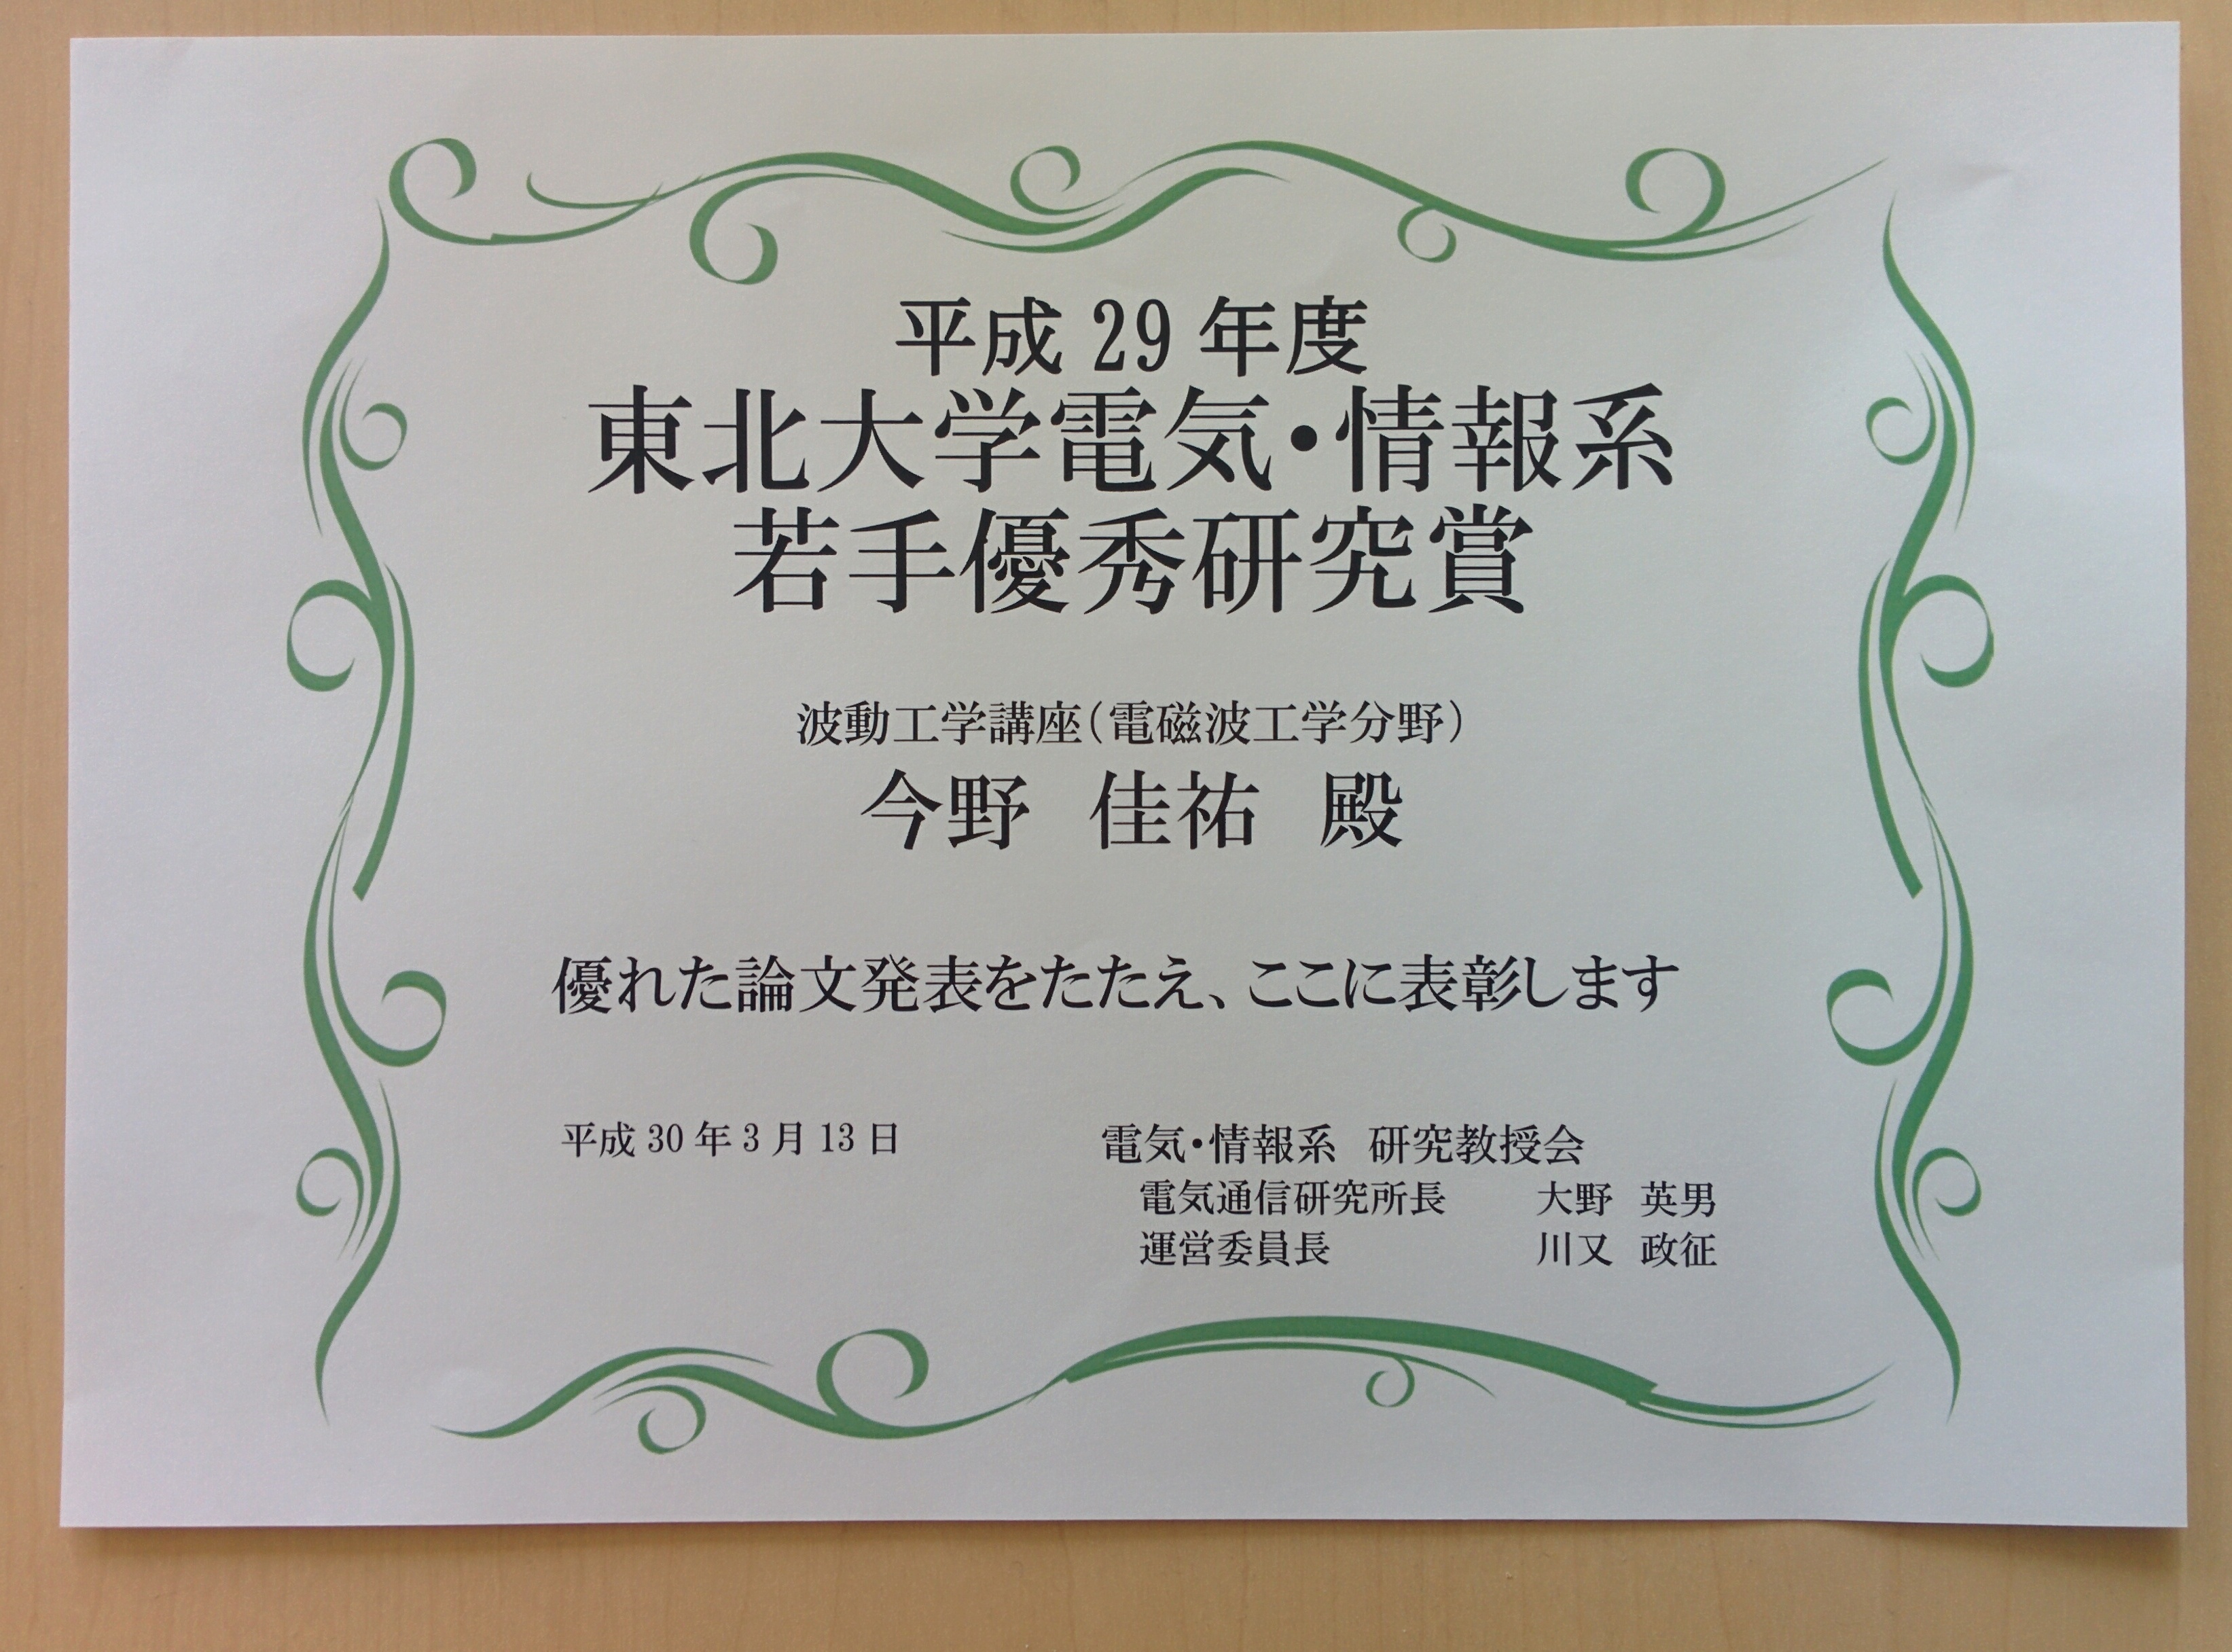 平成 29 年度
東北大学電気・情報系
若手優秀研究賞
波動工学講座(電磁波工学分野)
今野 佳祐 殿
優れた論文発表をたたえ、ここに表彰します
平成 30 年 3 月 13 日
電気・情報系 研究教授会
電気通信研究所長 大野 英男
運営委員長 川又 政征